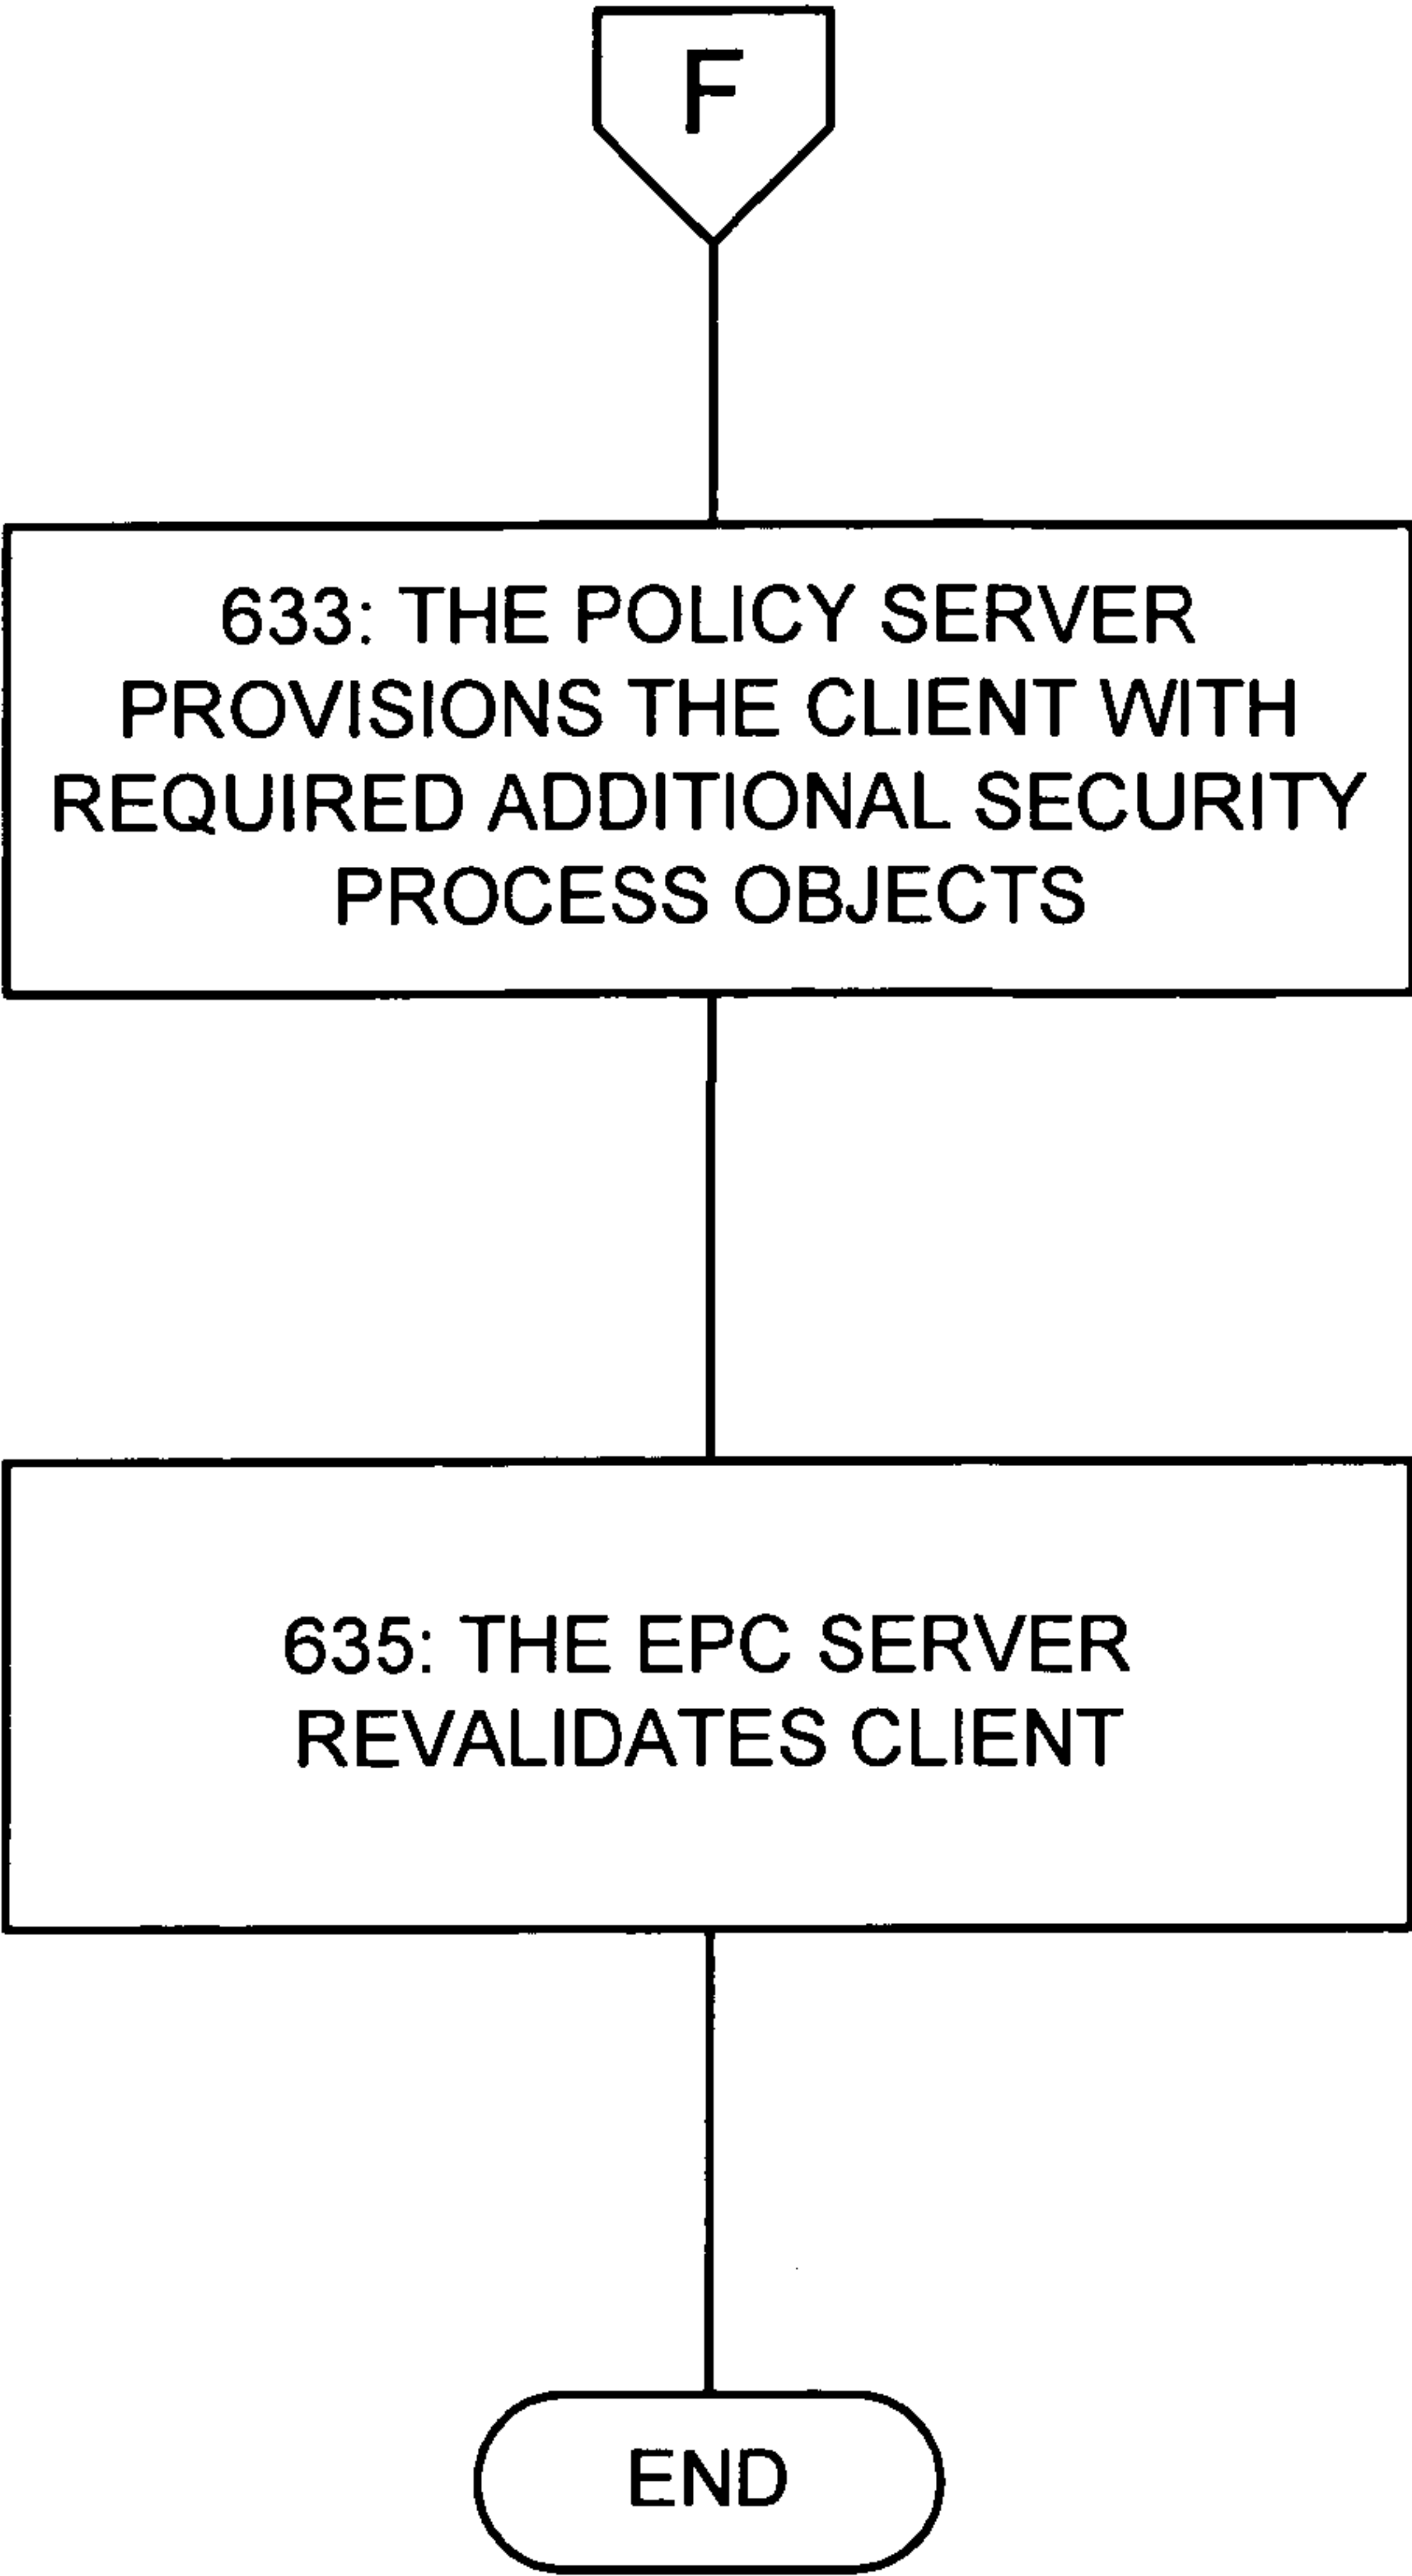 F
633: THE POLICY SERVER
PROVISIONS THE CLIENT WITH
REQUIRED ADDITIONAL SECURITY
PROCESS OBJECTS
635: THE EPC SERVER
REVALIDATES CLIENT
END